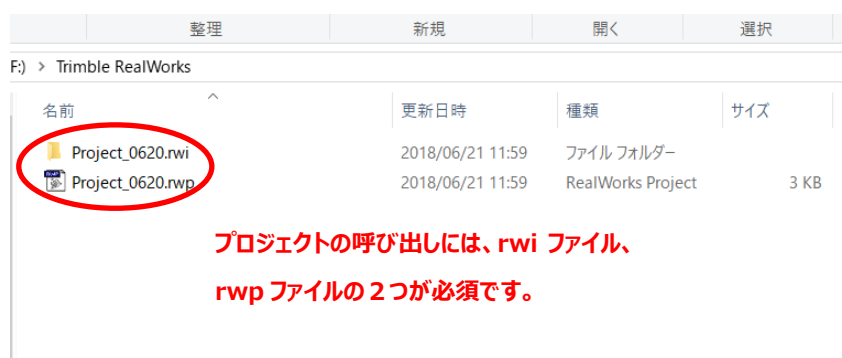 整理 新規 開く 選択
F:) > Trimble RealWorks
名前 更新日時 種類 サイズ
Project_0620.rwi 2018/06/21 11:59 ファイル フォルダー
Project_0620.rwp 2018/06/21 11:59 RealWorks Project 3 KB
プロジェクトの呼び出しには、rwi ファイル、
rwp ファイルの2つが必須です。